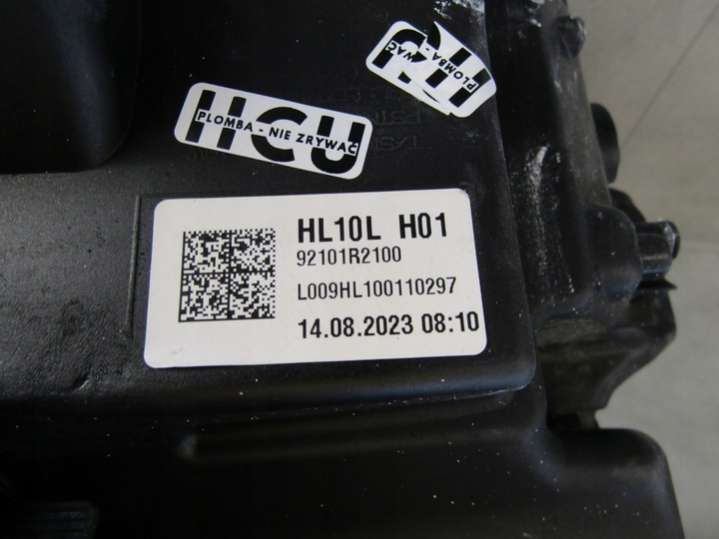 HCU
PLOMBA - NIE ZRYWAĆ
HCU
PLOMBA - NIE ZRYWAĆ
HL10L H01
92101R2100
L009HL100110297
14.08.2023 08:10